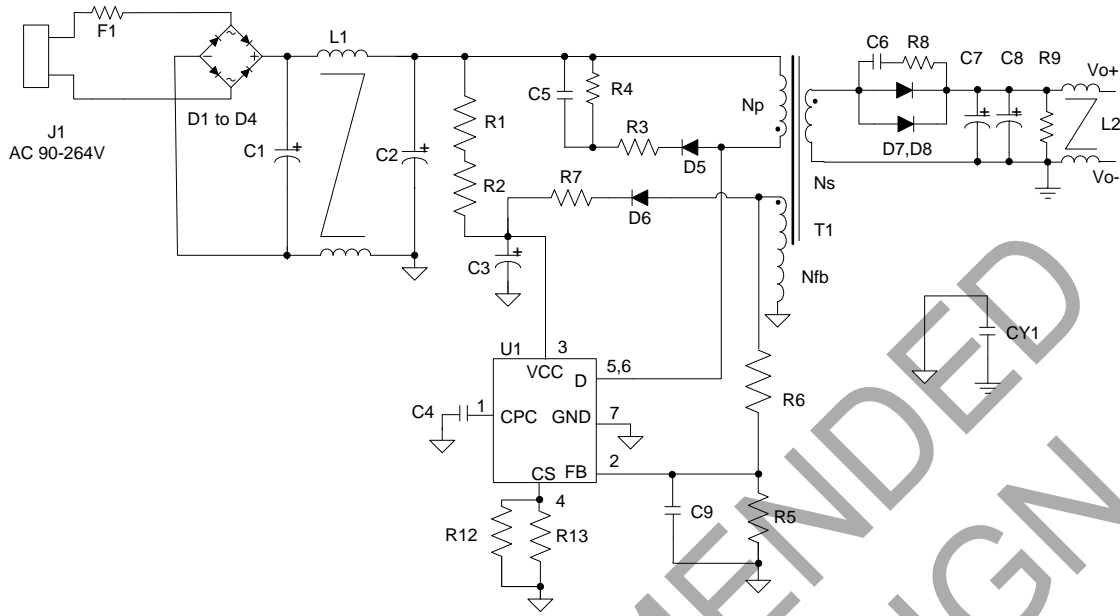 F1
J1
AC 90-264V
D1 to D4
L1
C1
C2
R1
R2
C3
C5
R4
R3
D5
R7
D6
Np
Ns
T1
Nfb
C6
R8
C7
C8
R9
Vo+
L2
Vo-
D7,D8
CY1
U1
3
VCC
D
5,6
C4
1
CPC
GND
7
CS
FB
2
4
R12
R13
C9
R5
R6
MENDED
IGN